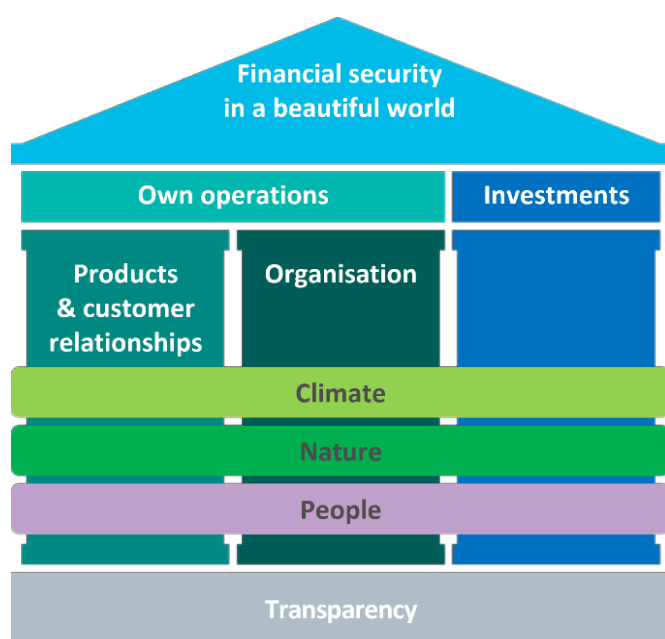 Financial security
in a beautiful world
Own operations
Investments
Products
& customer
relationships
Organisation
Climate
Nature
People
Transparency